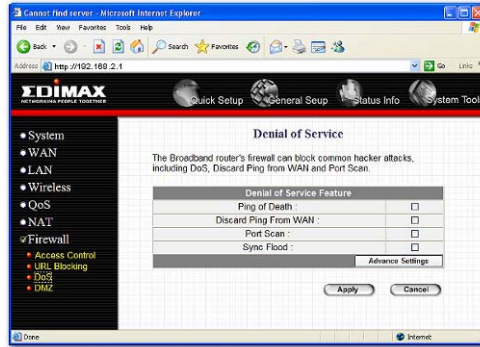 Cannot find server - Microsoft Internet Explorer
File Edit View Favorites Tools Help
Back Search Favorites
Address http://192.168.2.1 Go Links
EDIMAX
NETWORKING PEOPLE TOGETHER
Quick Setup General Seup Status Info System Tool
System
WAN
LAN
Wireless
QoS
NAT
Firewall
Access Control
URL Blocking
DoS
DMZ
Denial of Service
The Broadband router's firewall can block common hacker attacks,
including DoS, Discard Ping from WAN and Port Scan.
Denial of Service Feature
Ping of Death :
Discard Ping From WAN :
Port Scan :
Sync Flood :
Advance Settings
Apply Cancel
Done Internet